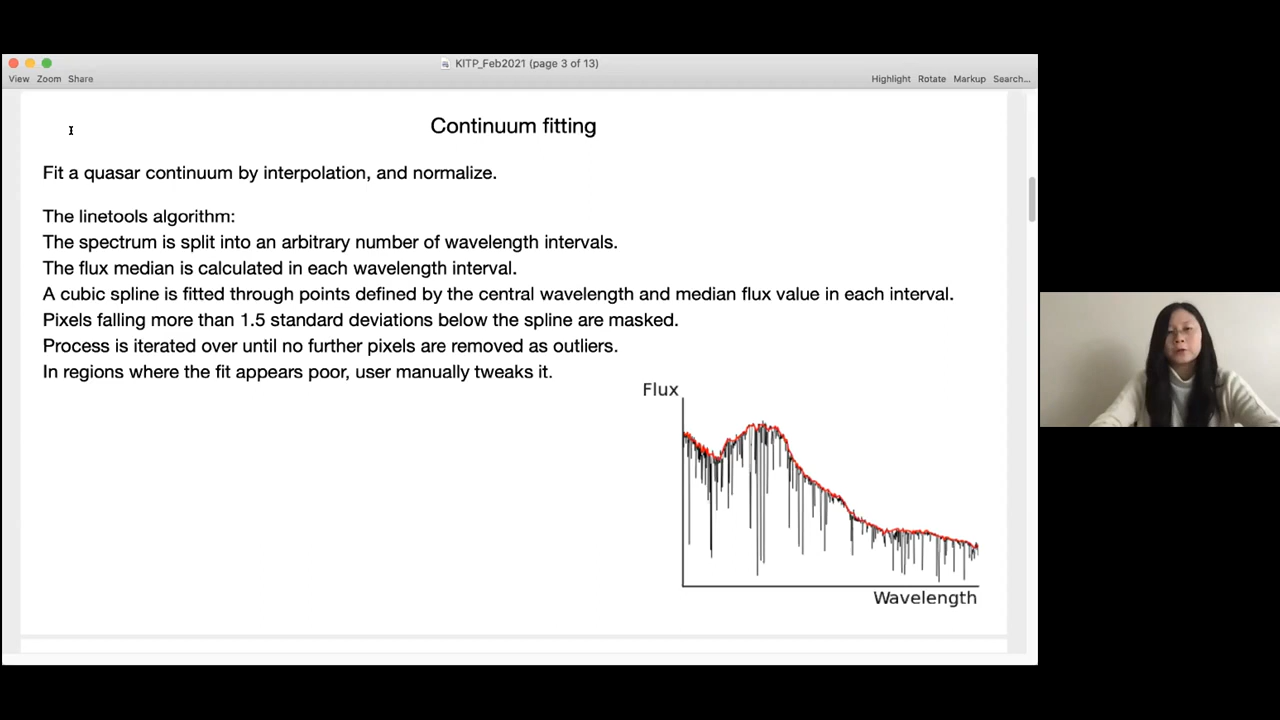 KITP_Feb2021 (page 3 of 13)
View Zoom Share Highlight Rotate Markup Search...
Continuum fitting
Fit a quasar continuum by interpolation, and normalize.
The linetools algorithm:
The spectrum is split into an arbitrary number of wavelength intervals.
The flux median is calculated in each wavelength interval.
A cubic spline is fitted through points defined by the central wavelength and median flux value in each interval.
Pixels falling more than 1.5 standard deviations below the spline are masked.
Process is iterated over until no further pixels are removed as outliers.
In regions where the fit appears poor, user manually tweaks it.
Flux
Wavelength